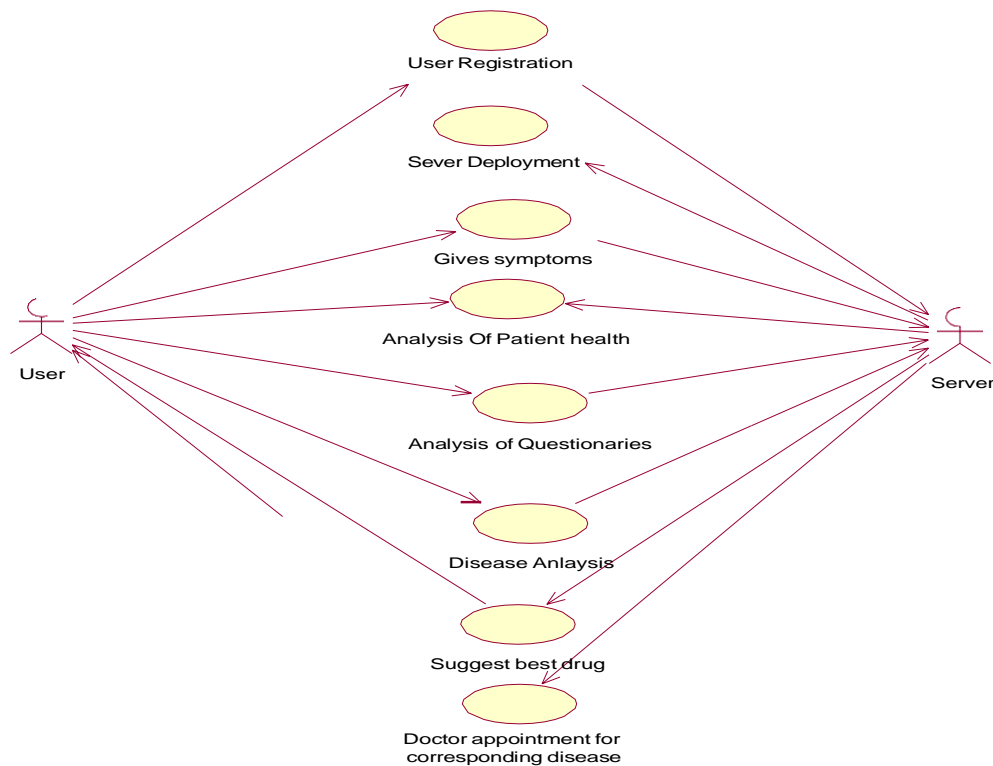 User Registration
Sever Deployment
Gives symptoms
Analysis Of Patient health
User
Server
Analysis of Questionaries
Disease Anlaysis
Suggest best drug
Doctor appointment for
corresponding disease